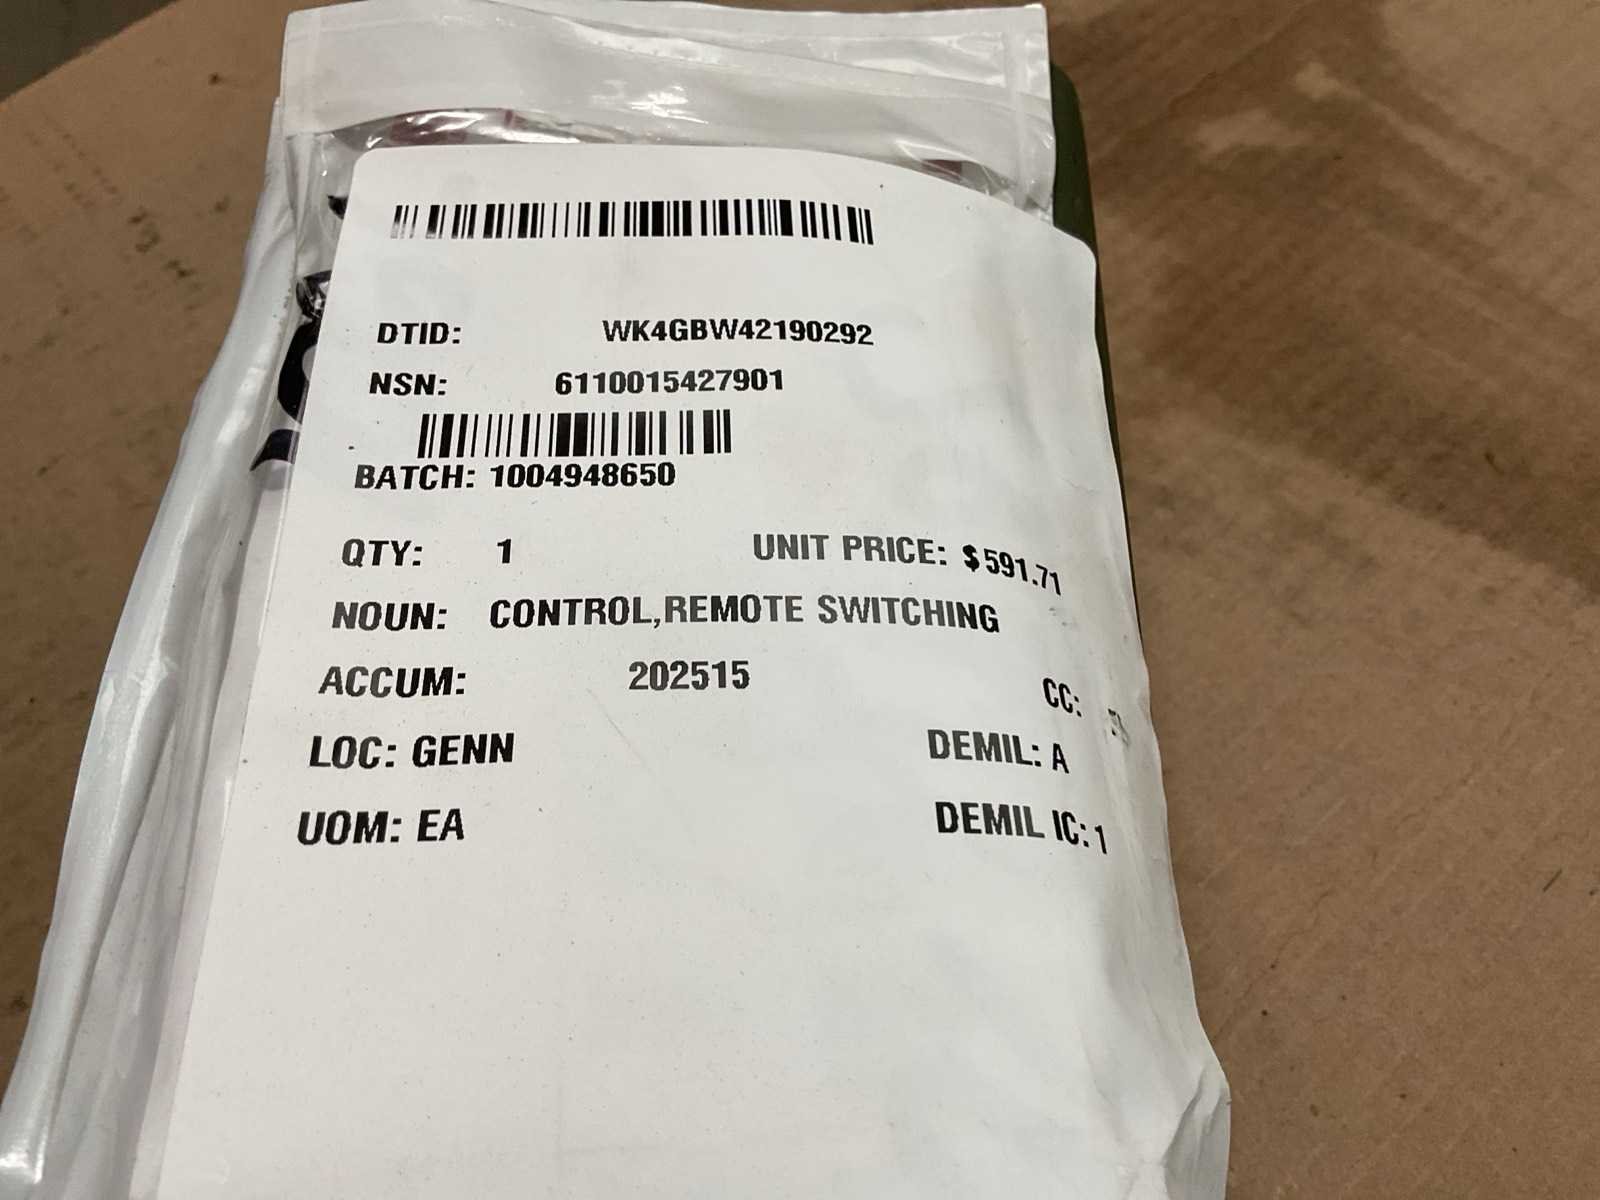 DTID: WK4GBW42190292
NSN: 6110015427901
BATCH: 1004948650
QTY: 1 UNIT PRICE: $591.71
NOUN: CONTROL,REMOTE SWITCHING
ACCUM: 202515
CC:
LOC: GENN
DEMIL: A
UOM: EA
DEMIL IC: 1